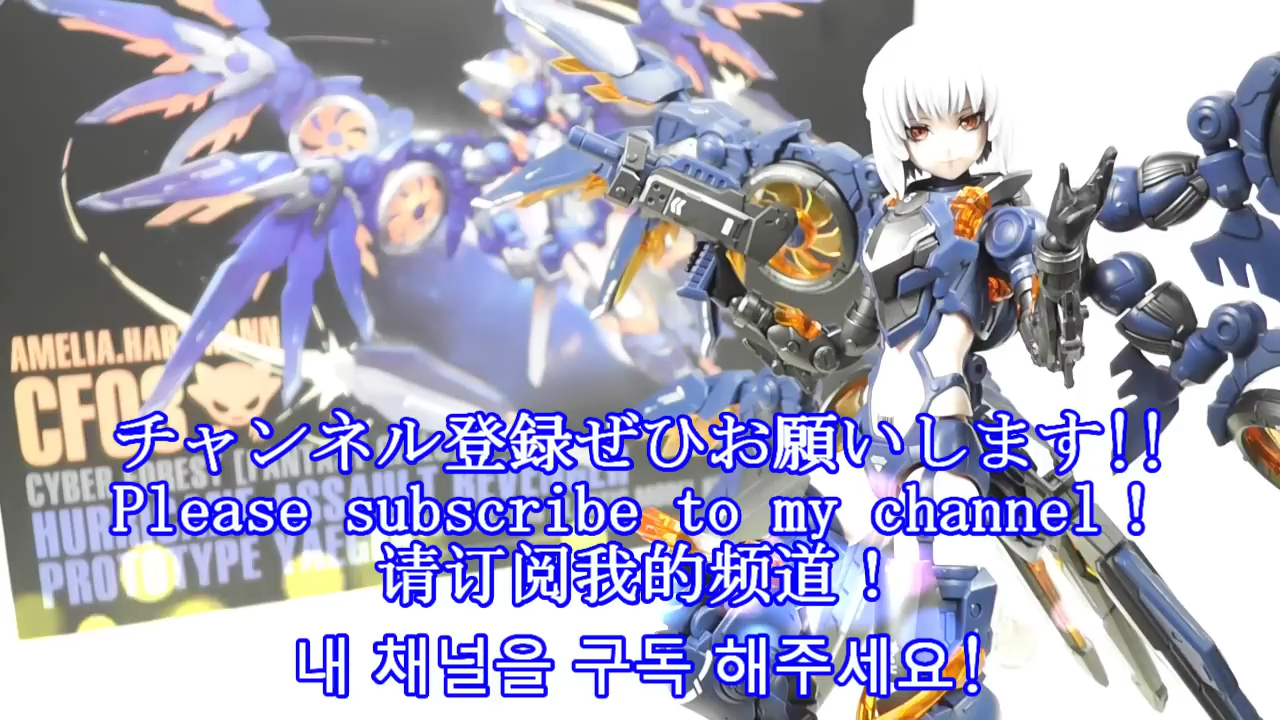 AMELIA.HAR
CF03
チャンネル登録ぜひお願いします!!
CYBER
ASSAULT
Please subscribe to my channel！
PROTOTYPE
请订阅我的频道！
내 채널을 구독 해주세요!